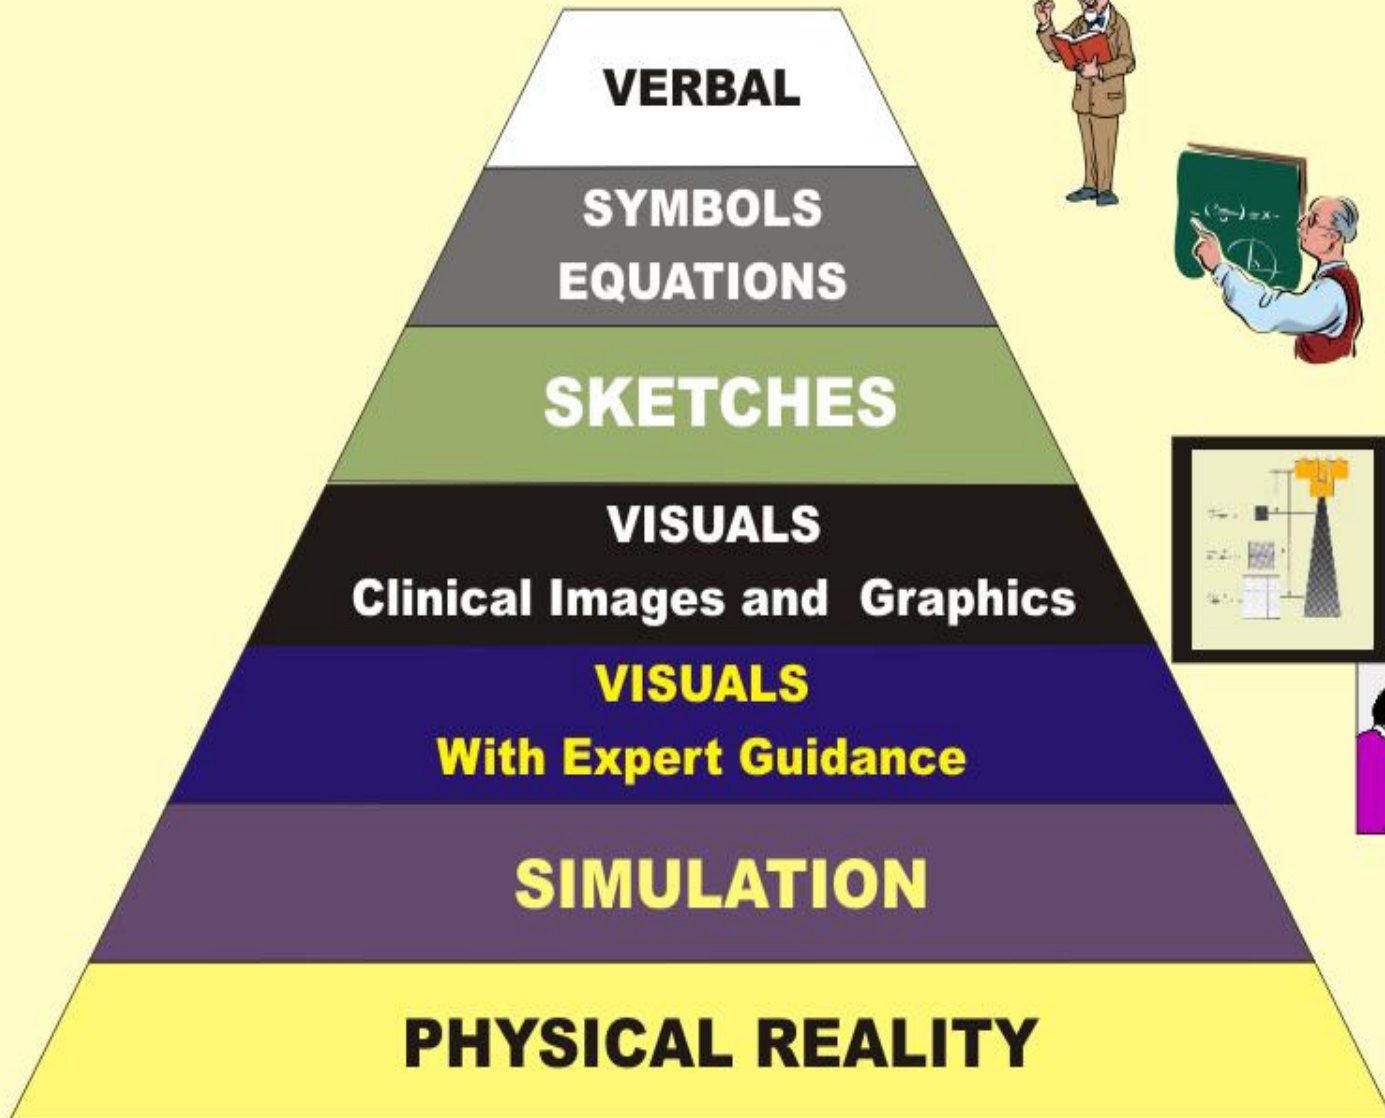 VERBAL
SYMBOLS
EQUATIONS
SKETCHES
VISUALS
Clinical Images and Graphics
VISUALS
With Expert Guidance
SIMULATION
PHYSICAL REALITY